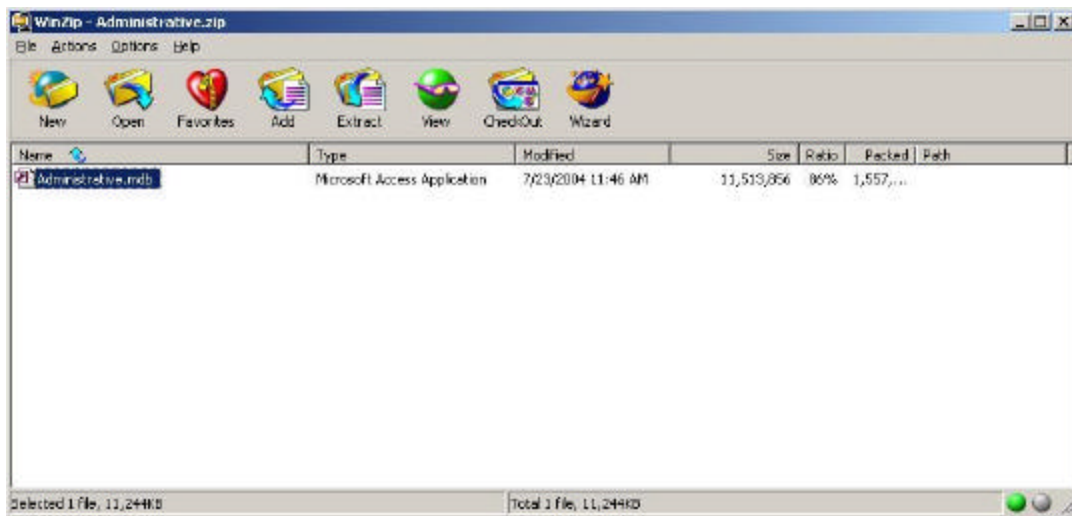 WinZip - Administrative.zip
File Actions Options Help
New Open Favorites Add Extract View CheckOut Wizard
Name Type Modified Size Ratio Packed Path
Administrative.mdb Microsoft Access Application 7/23/2004 11:46 AM 11,513,856 86% 1,557,...
Selected 1 file, 11,244KB Total 1 file, 11,244KB